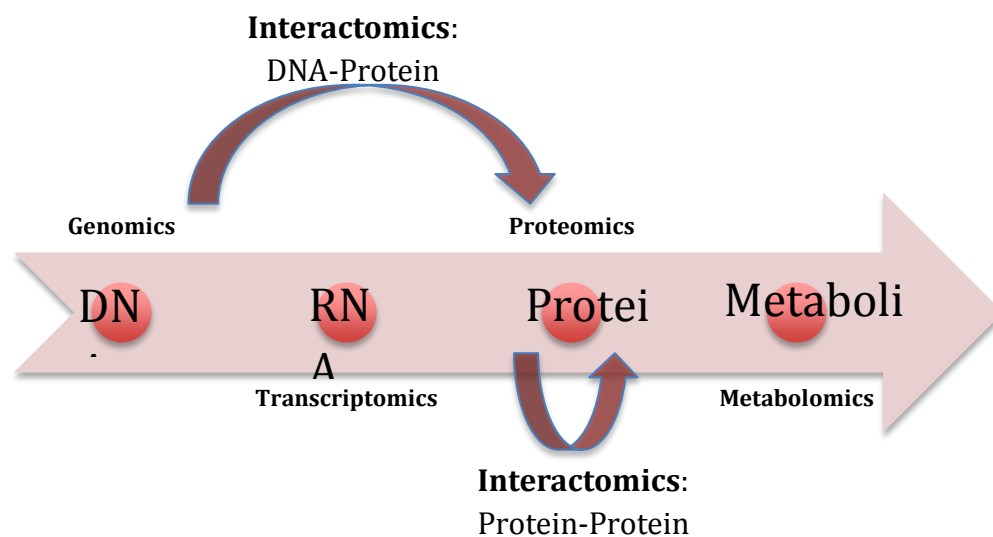 Interactomics:
DNA-Protein
Genomics
Proteomics
DN
RN
A
Protei
Metaboli
Transcriptomics
Metabolomics
Interactomics:
Protein-Protein